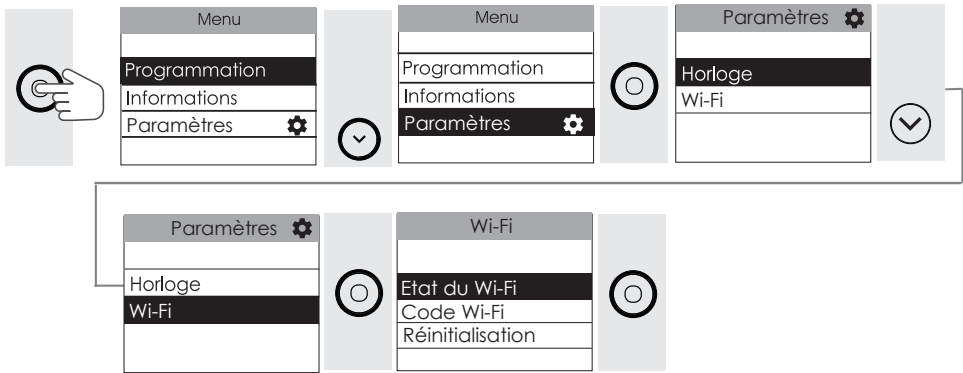 Menu
Programmation
Informations
Paramètres
Menu
Programmation
Informations
Paramètres
Paramètres
Horloge
Wi-Fi
Paramètres
Horloge
Wi-Fi
Wi-Fi
Etat du Wi-Fi
Code Wi-Fi
Réinitialisation